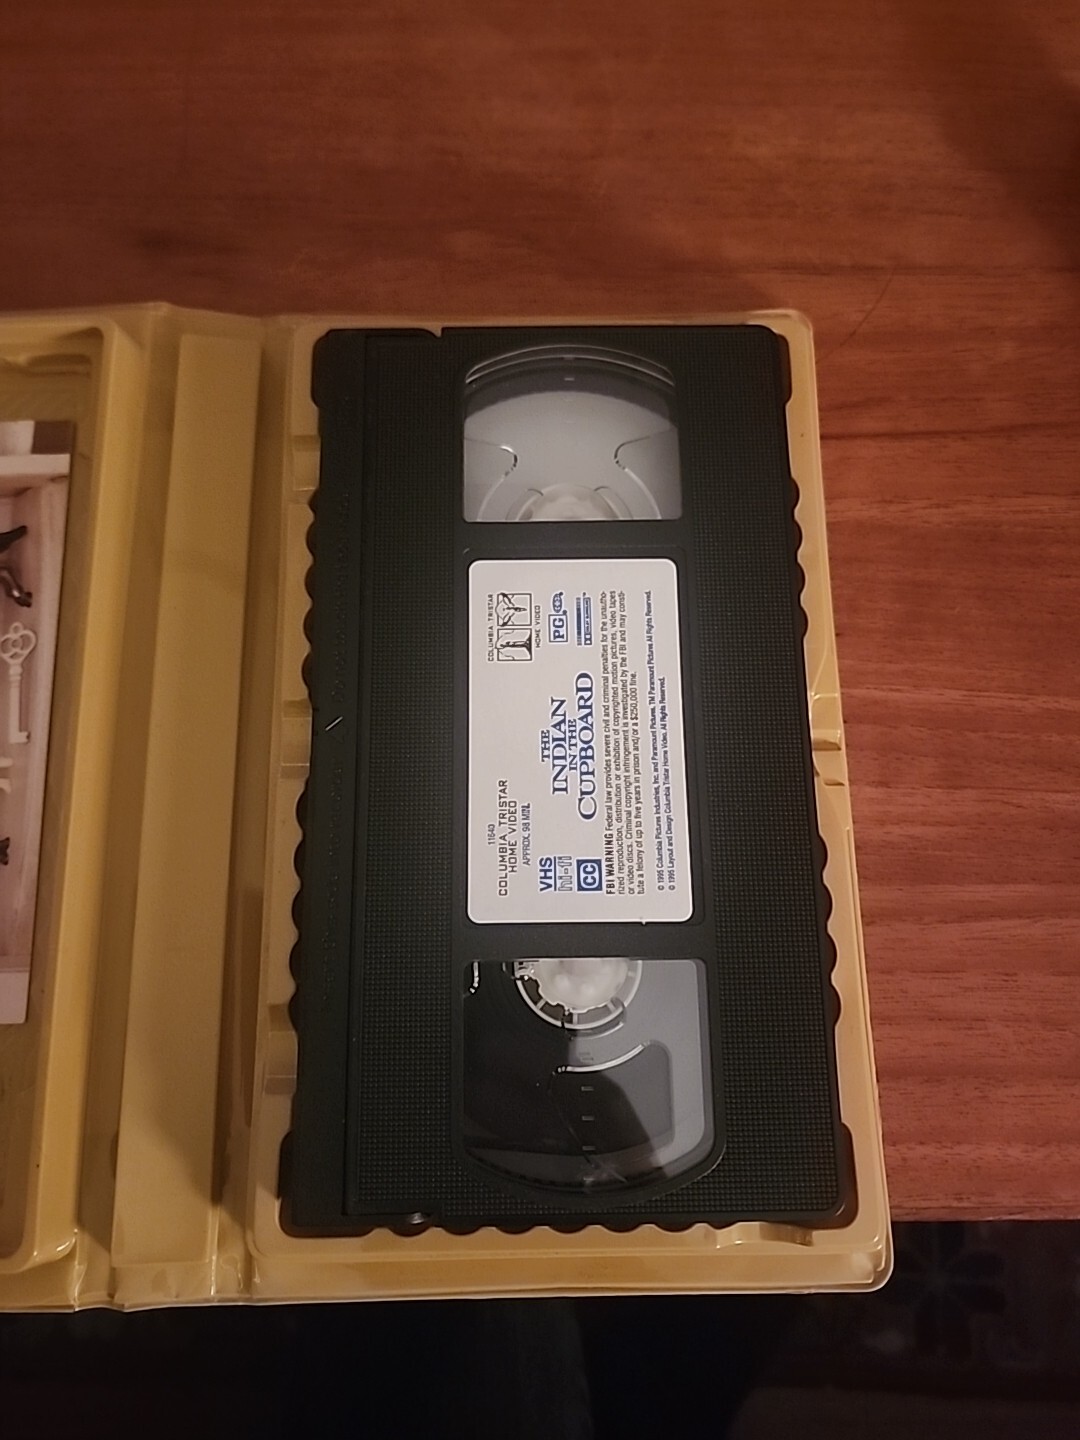 11640
COLUMBIA TRISTAR
HOME VIDEO
APPROX. 98 MIN.
COLUMBIA TRISTAR
HOME VIDEO
THE
INDIAN
IN THE
CUPBOARD
VHS
hi-fi
CC
PG
FBI WARNING Federal law provides severe civil and criminal penalties for the unautho-
rized reproduction, distribution or exhibition of copyrighted motion pictures, video tapes
or video discs. Criminal copyright infringement is investigated by the FBI and may consti-
tute a felony of up to five years in prison and/or a $250,000 fine.
© 1995 Columbia Pictures Industries, Inc. and Paramount Pictures, TM Paramount Pictures All Rights Reserved.
© 1995 Layout and Design Columbia Tristar Home Video. All Rights Reserved.